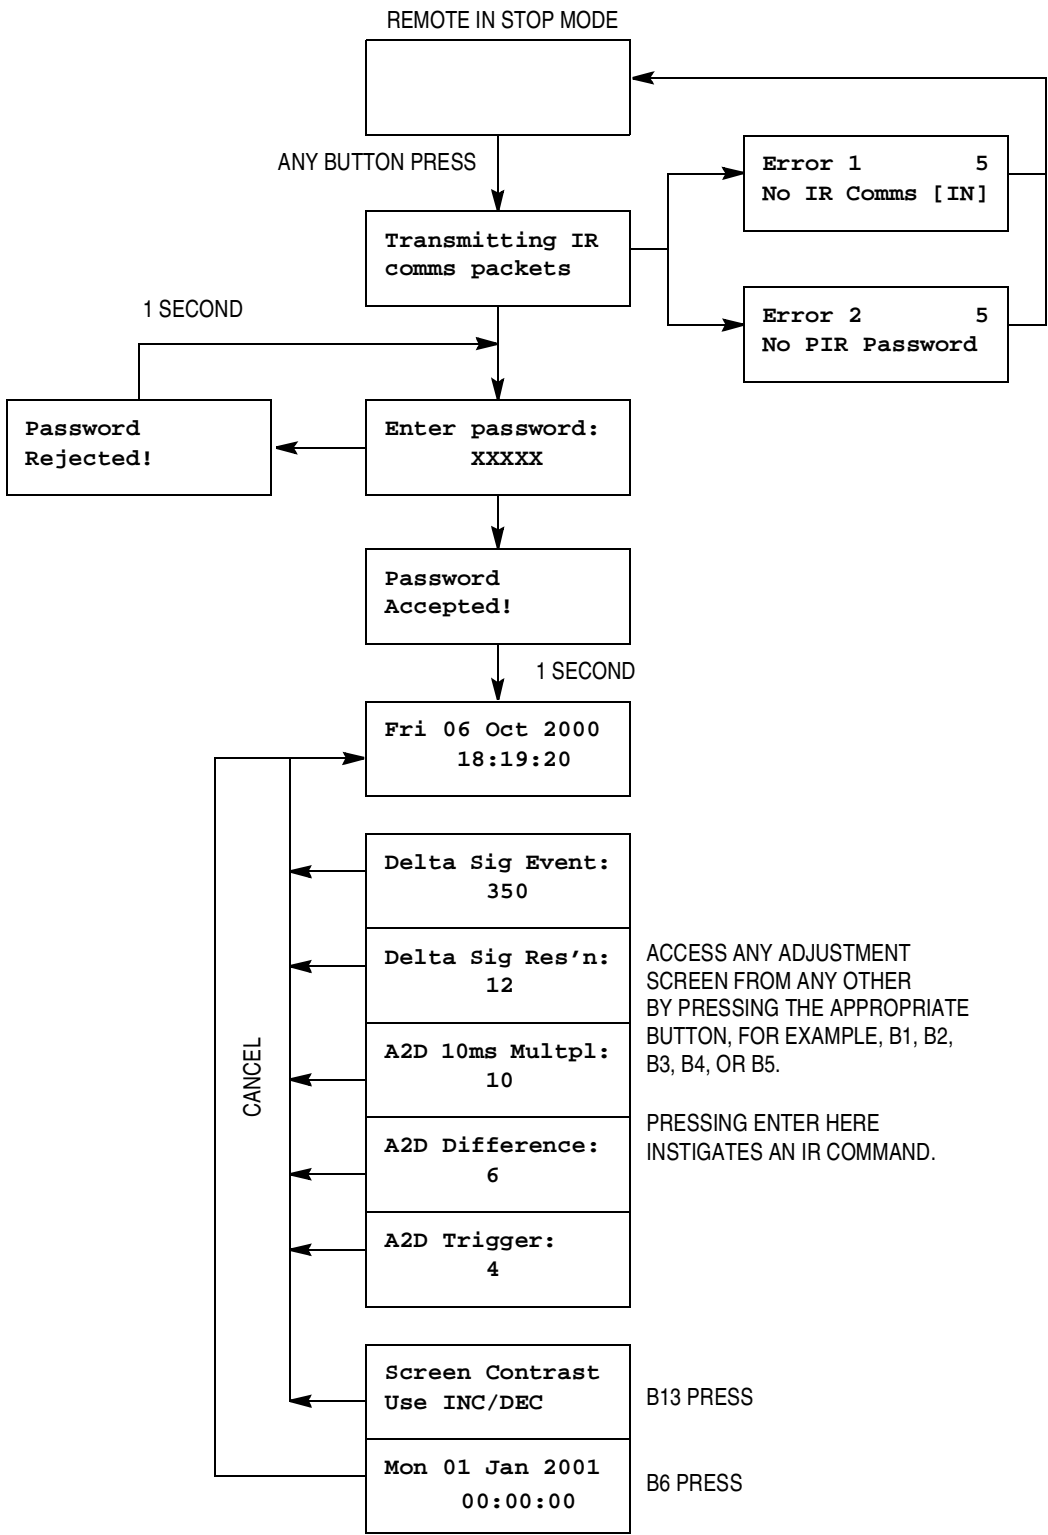 REMOTE IN STOP MODE
ANY BUTTON PRESS
Error 1 5
No IR Comms [IN]
Transmitting IR
comms packets
Error 2 5
No PIR Password
1 SECOND
Password
Rejected!
Enter password:
XXXXX
Password
Accepted!
1 SECOND
Fri 06 Oct 2000
18:19:20
CANCEL
Delta Sig Event:
350
Delta Sig Res’n:
12
A2D 10ms Multpl:
10
A2D Difference:
6
A2D Trigger:
4
ACCESS ANY ADJUSTMENT
SCREEN FROM ANY OTHER
BY PRESSING THE APPROPRIATE
BUTTON, FOR EXAMPLE, B1, B2,
B3, B4, OR B5.
PRESSING ENTER HERE
INSTIGATES AN IR COMMAND.
Screen Contrast
Use INC/DEC
B13 PRESS
Mon 01 Jan 2001
00:00:00
B6 PRESS